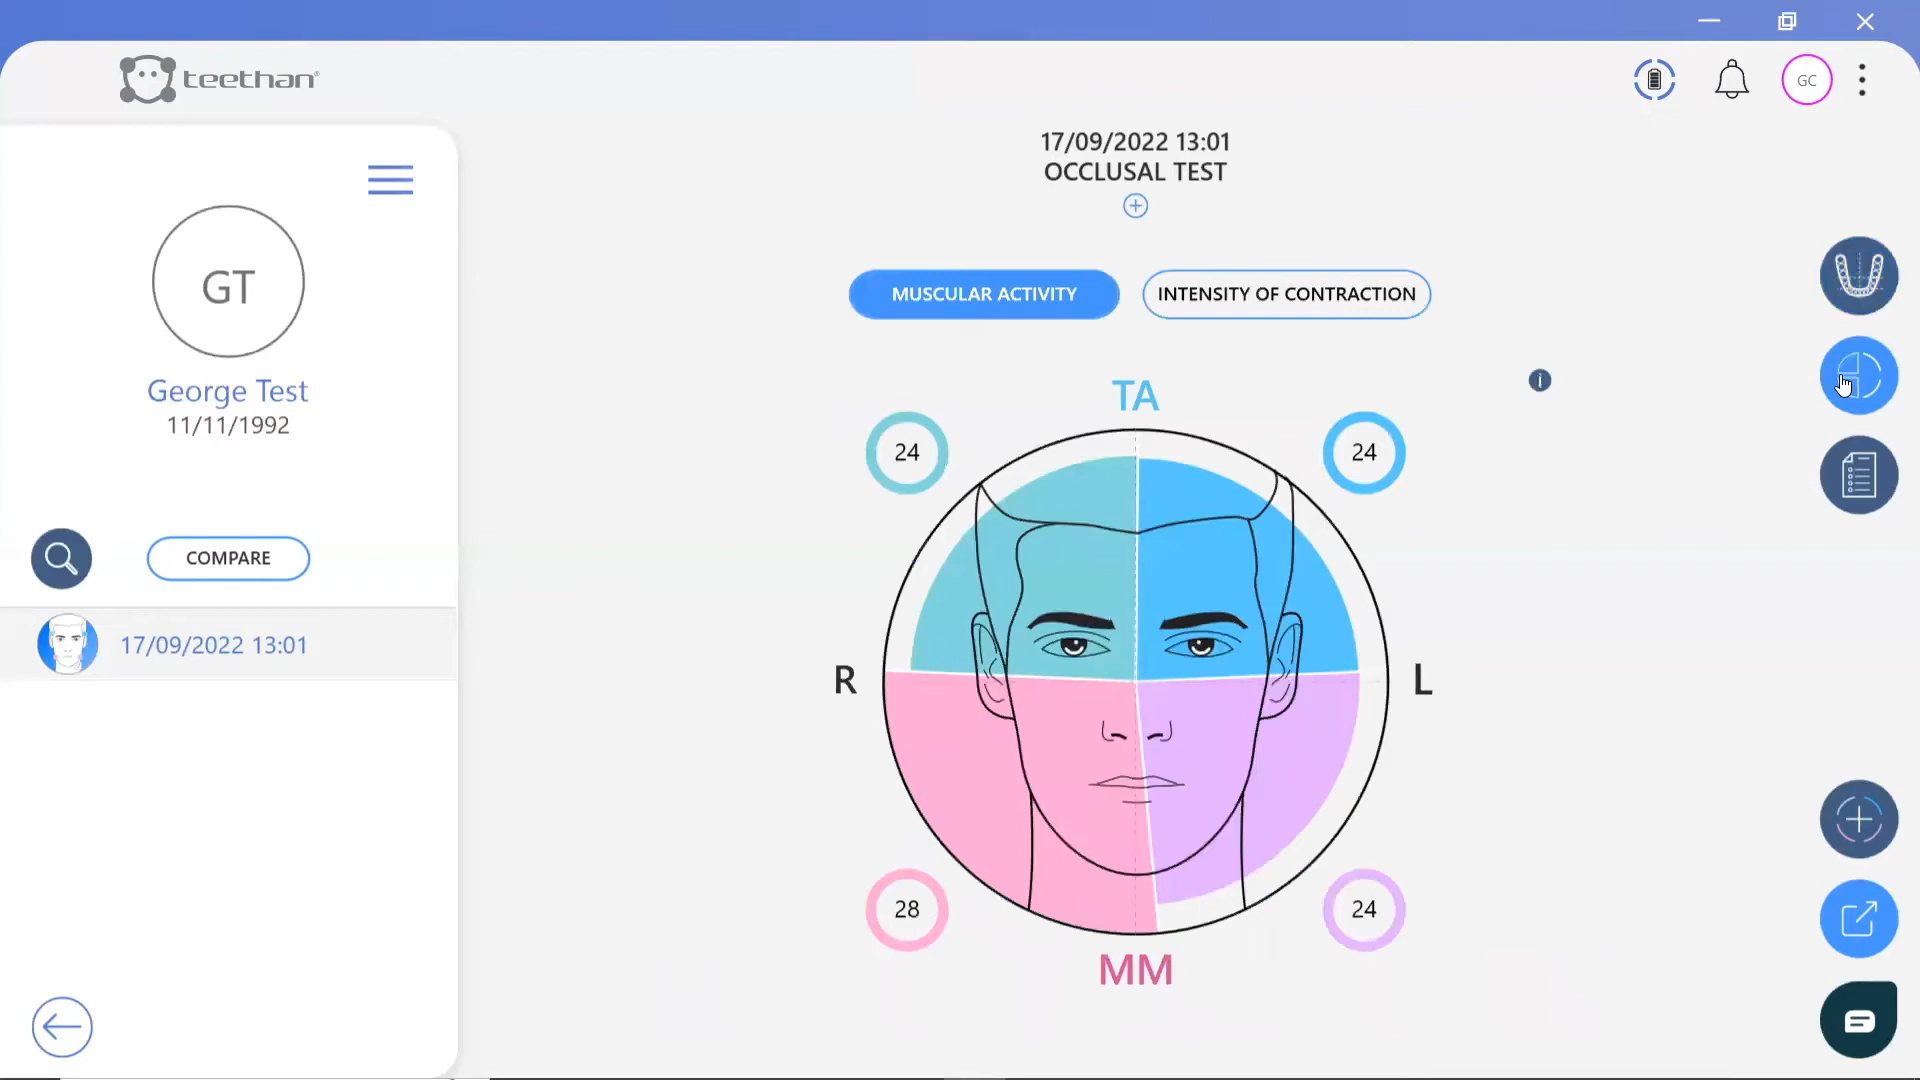 teethan®
GC
17/09/2022 13:01
OCCLUSAL TEST
GT
George Test
11/11/1992
COMPARE
17/09/2022 13:01
MUSCULAR ACTIVITY
INTENSITY OF CONTRACTION
i
TA
24
24
R
L
28
24
MM